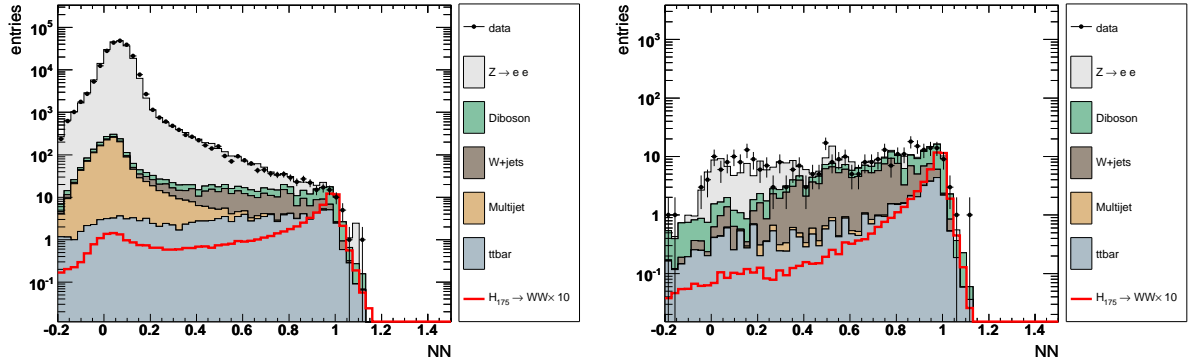 entries
10⁵
10⁴
10³
10²
10
1
10⁻¹
-0.2 0 0.2 0.4 0.6 0.8 1 1.2 1.4
NN
data
Z → e e
Diboson
W+jets
Multijet
ttbar
H₁₇₅ → WW× 10
entries
10³
10²
10
1
10⁻¹
-0.2 0 0.2 0.4 0.6 0.8 1 1.2 1.4
NN
data
Z → e e
Diboson
W+jets
Multijet
ttbar
H₁₇₅ → WW× 10